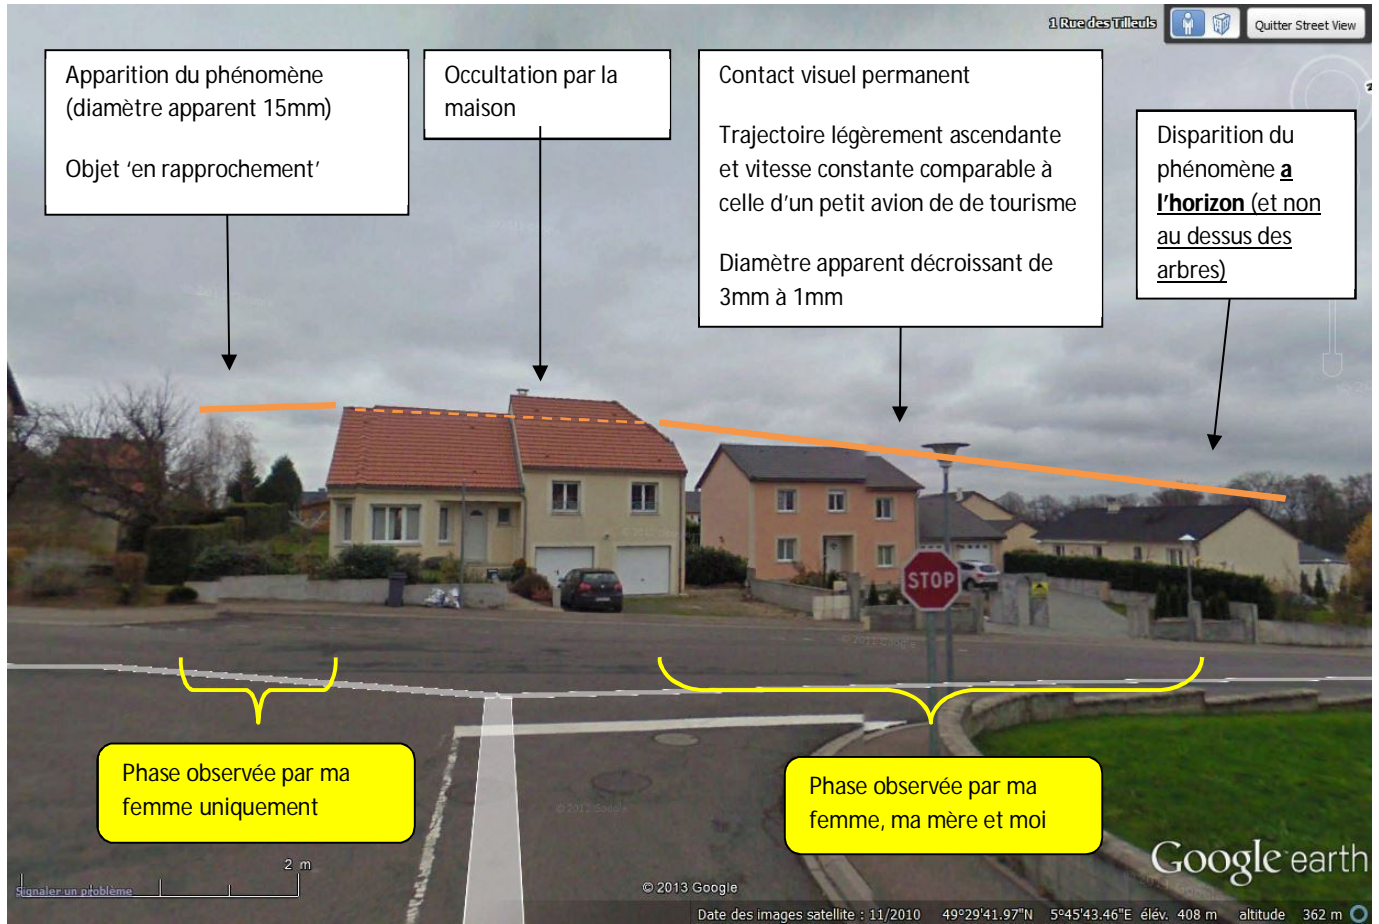 1 Rue des Tilleuls
Quitter Street View
Apparition du phénomène
(diamètre apparent 15mm)
Objet ‘en rapprochement’
Occultation par la
maison
Contact visuel permanent
Trajectoire légèrement ascendante
et vitesse constante comparable à
celle d’un petit avion de de tourisme
Diamètre apparent décroissant de
3mm à 1mm
Disparition du
phénomène a
l’horizon (et non
au dessus des
arbres)
STOP
Phase observée par ma
femme uniquement
Phase observée par ma
femme, ma mère et moi
2 m
Signaler un problème
© 2013 Google
Google earth
Date des images satellite : 11/2010 49°29'41.97"N 5°45'43.46"E élév. 408 m altitude 362 m